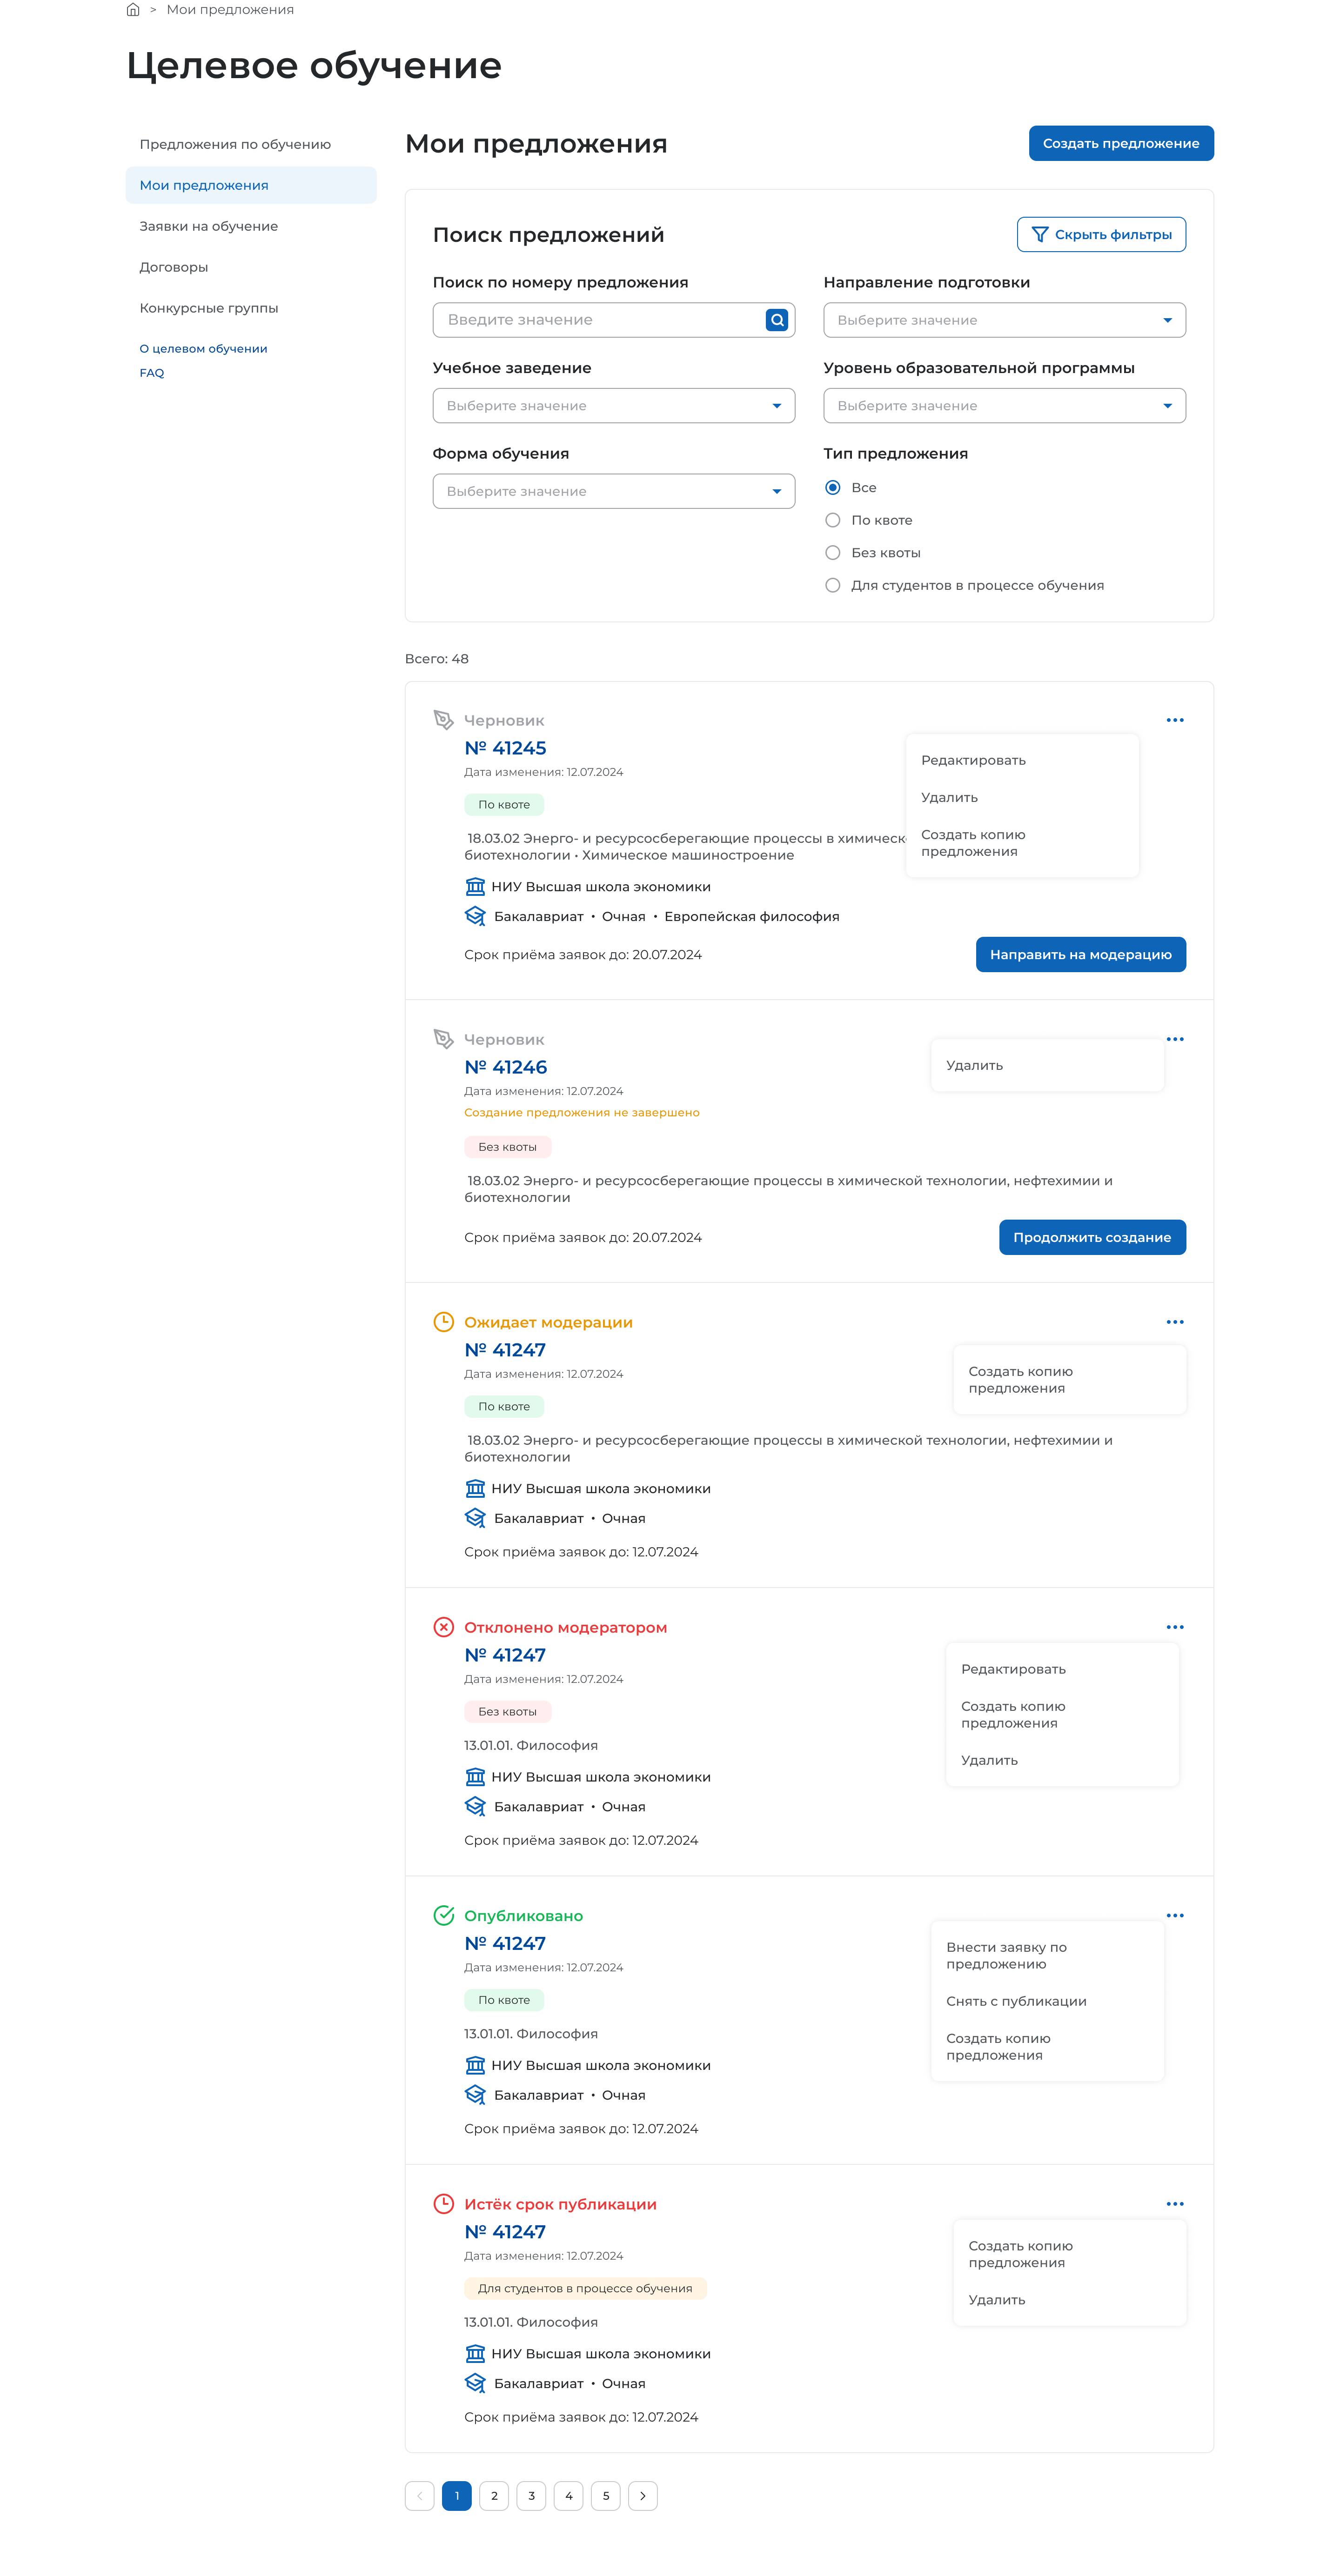 > Мои предложения
Целевое обучение
Предложения по обучению
Мои предложения
Заявки на обучение
Договоры
Конкурсные группы
О целевом обучении
FAQ
Мои предложения
Создать предложение
Поиск предложений
Скрыть фильтры
Поиск по номеру предложения
Введите значение
Направление подготовки
Выберите значение
Учебное заведение
Выберите значение
Уровень образовательной программы
Выберите значение
Форма обучения
Выберите значение
Тип предложения
Все
По квоте
Без квоты
Для студентов в процессе обучения
Всего: 48
Черновик
№ 41245
Дата изменения: 12.07.2024
По квоте
18.03.02 Энерго- и ресурсосберегающие процессы в
биотехнологии • Химическое машиностроение
НИУ Высшая школа экономики
Бакалавриат • Очная • Европейская философия
Срок приёма заявок до: 20.07.2024
Редактировать
Удалить
Создать копию
предложения
Направить на модерацию
Черновик
№ 41246
Дата изменения: 12.07.2024
Создание предложения не завершено
Без квоты
18.03.02 Энерго- и ресурсосберегающие процессы в химической технологии, нефтехимии и
биотехнологии
Срок приёма заявок до: 20.07.2024
Удалить
Продолжить создание
Ожидает модерации
№ 41247
Дата изменения: 12.07.2024
По квоте
18.03.02 Энерго- и ресурсосберегающие процессы в химической технологии, нефтехимии и
биотехнологии
НИУ Высшая школа экономики
Бакалавриат • Очная
Срок приёма заявок до: 12.07.2024
Создать копию
предложения
Отклонено модератором
№ 41247
Дата изменения: 12.07.2024
Без квоты
13.01.01. Философия
НИУ Высшая школа экономики
Бакалавриат • Очная
Срок приёма заявок до: 12.07.2024
Редактировать
Создать копию
предложения
Удалить
Опубликовано
№ 41247
Дата изменения: 12.07.2024
По квоте
13.01.01. Философия
НИУ Высшая школа экономики
Бакалавриат • Очная
Срок приёма заявок до: 12.07.2024
Внести заявку по
предложению
Снять с публикации
Создать копию
предложения
Истёк срок публикации
№ 41247
Дата изменения: 12.07.2024
Для студентов в процессе обучения
13.01.01. Философия
НИУ Высшая школа экономики
Бакалавриат • Очная
Срок приёма заявок до: 12.07.2024
Создать копию
предложения
Удалить
1 2 3 4 5